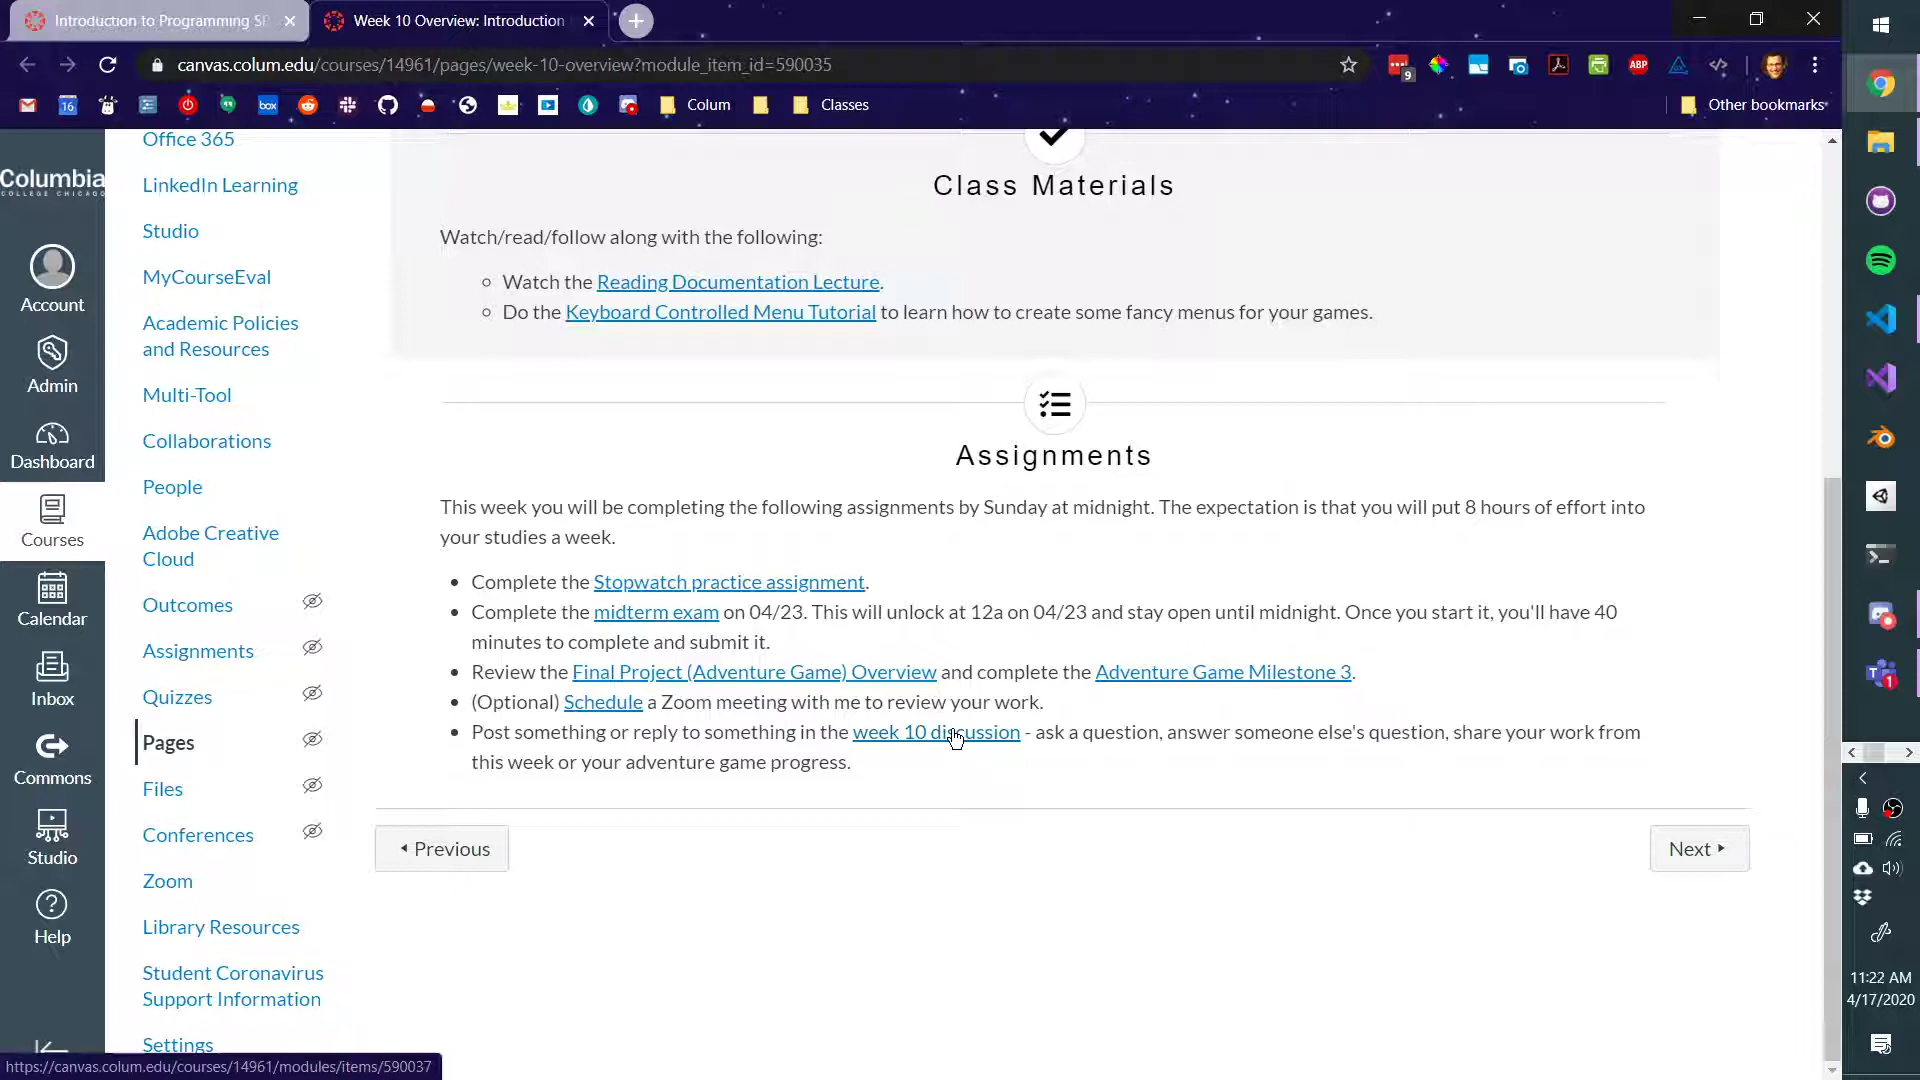 Introduction to Programming SP
Week 10 Overview: Introduction
canvas.colum.edu/courses/14961/pages/week-10-overview?module_item_id=590035
9
ABP
16
box
Colum
Classes
Other bookmarks
Columbia
COLLEGE CHICAGO
Account
Admin
Dashboard
Courses
Calendar
Inbox
Commons
Studio
Help
Office 365
LinkedIn Learning
Studio
MyCourseEval
Academic Policies
and Resources
Multi-Tool
Collaborations
People
Adobe Creative
Cloud
Outcomes
Assignments
Quizzes
Pages
Files
Conferences
Zoom
Library Resources
Student Coronavirus
Support Information
Settings
Class Materials
Watch/read/follow along with the following:
Watch the Reading Documentation Lecture.
Do the Keyboard Controlled Menu Tutorial to learn how to create some fancy menus for your games.
Assignments
This week you will be completing the following assignments by Sunday at midnight. The expectation is that you will put 8 hours of effort into
your studies a week.
Complete the Stopwatch practice assignment.
Complete the midterm exam on 04/23. This will unlock at 12a on 04/23 and stay open until midnight. Once you start it, you'll have 40
minutes to complete and submit it.
Review the Final Project (Adventure Game) Overview and complete the Adventure Game Milestone 3.
(Optional) Schedule a Zoom meeting with me to review your work.
Post something or reply to something in the week 10 discussion - ask a question, answer someone else's question, share your work from
this week or your adventure game progress.
Previous
Next
1
11:22 AM
4/17/2020
https://canvas.colum.edu/courses/14961/modules/items/590037